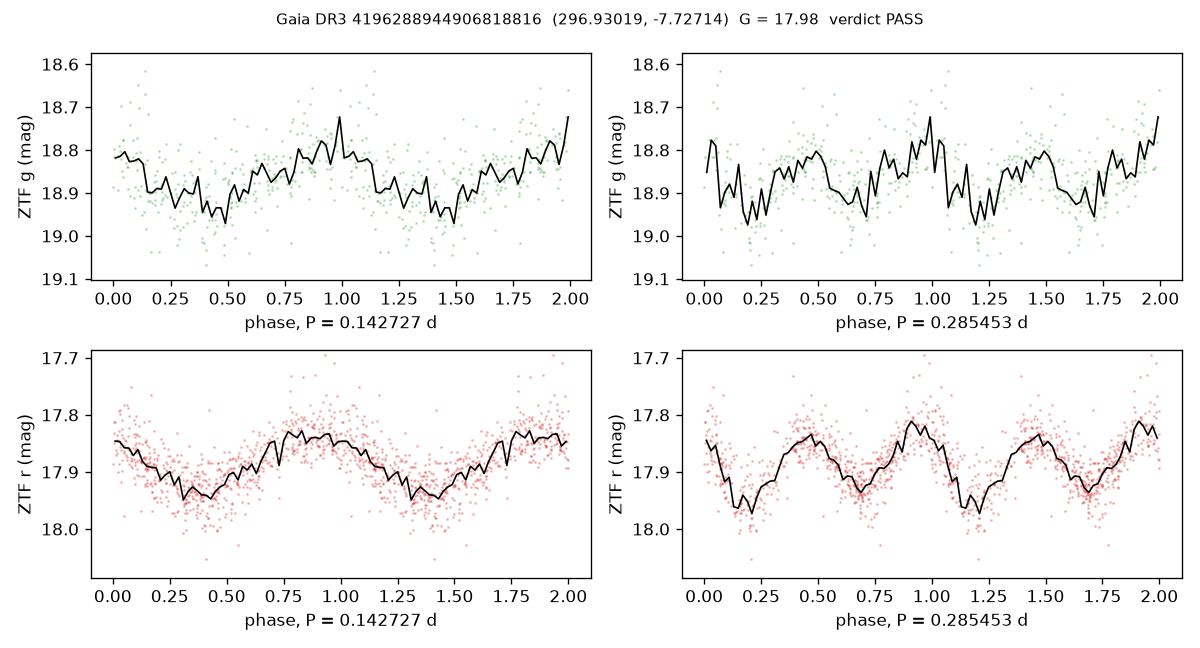 Gaia DR3 4196288944906818816 (296.93019, -7.72714) G = 17.98 verdict PASS
ZTF g (mag)
18.6
18.7
18.8
18.9
19.0
19.1
0.00 0.25 0.50 0.75 1.00 1.25 1.50 1.75 2.00
phase, P = 0.142727 d
ZTF g (mag)
18.6
18.7
18.8
18.9
19.0
19.1
0.00 0.25 0.50 0.75 1.00 1.25 1.50 1.75 2.00
phase, P = 0.285453 d
ZTF r (mag)
17.7
17.8
17.9
18.0
0.00 0.25 0.50 0.75 1.00 1.25 1.50 1.75 2.00
phase, P = 0.142727 d
ZTF r (mag)
17.7
17.8
17.9
18.0
0.00 0.25 0.50 0.75 1.00 1.25 1.50 1.75 2.00
phase, P = 0.285453 d